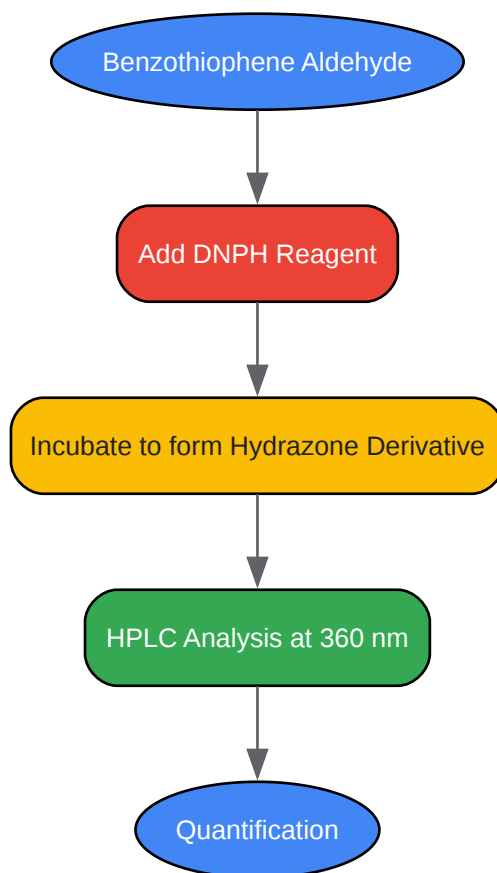 Benzothiophene Aldehyde
Add DNPH Reagent
Incubate to form Hydrazone Derivative
HPLC Analysis at 360 nm
Quantification